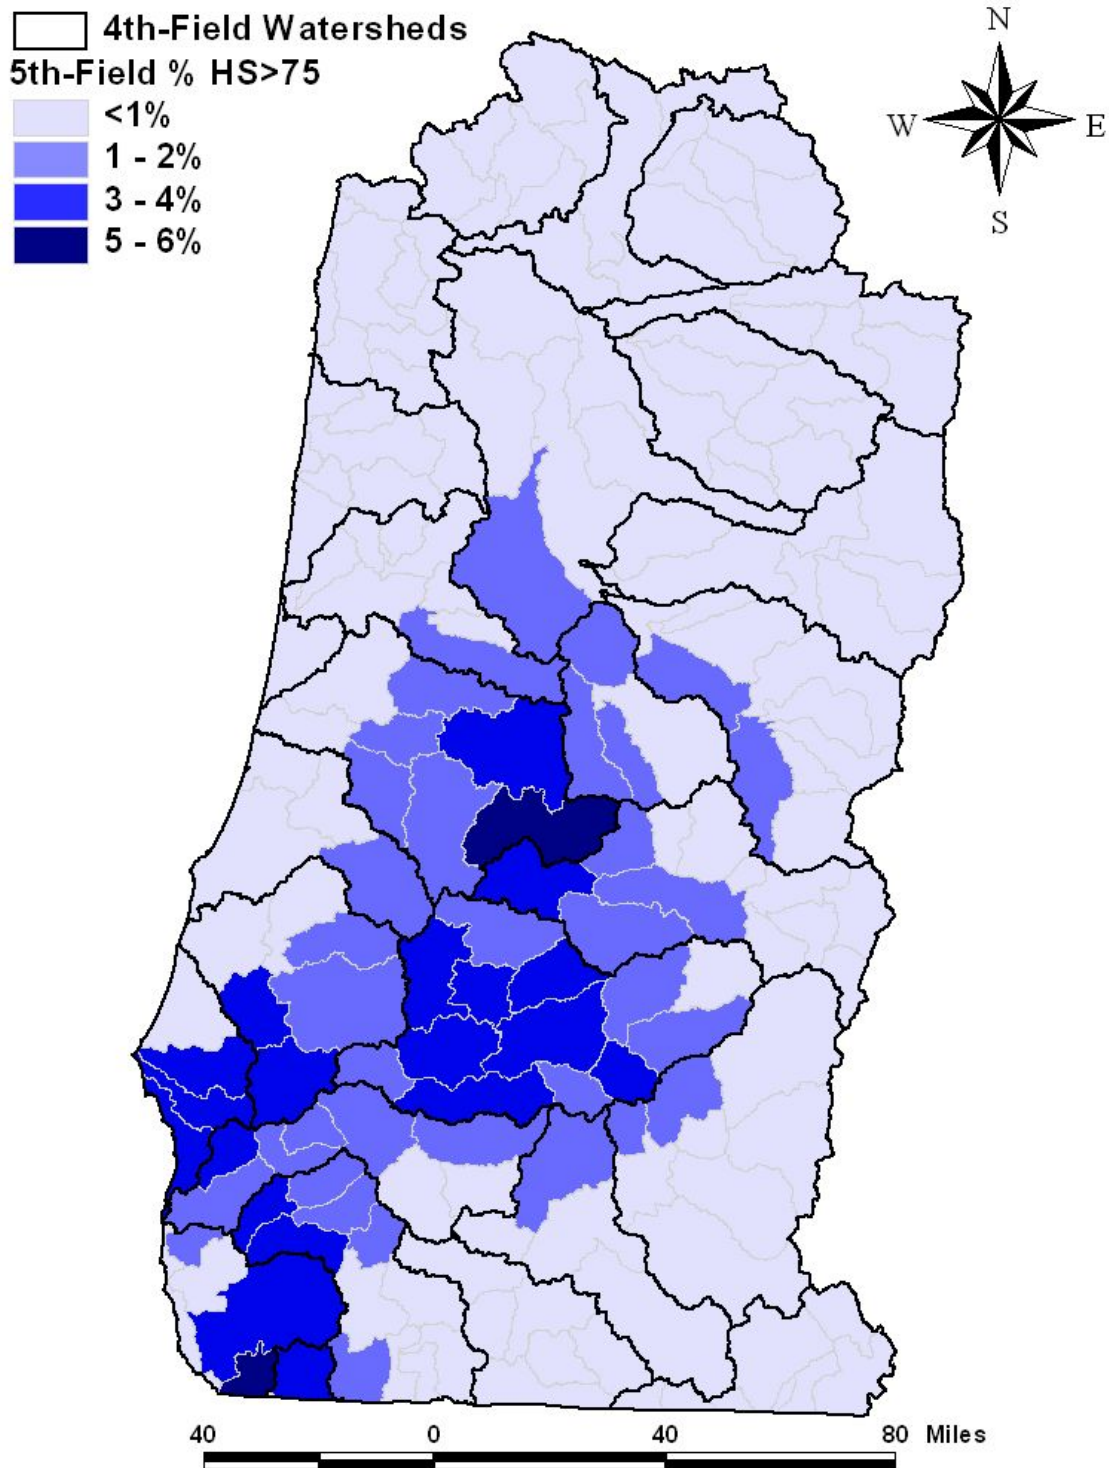 4th-Field Watersheds
5th-Field % HS>75
<1%
1 - 2%
3 - 4%
5 - 6%
N
W E
S
40 0 40 80 Miles